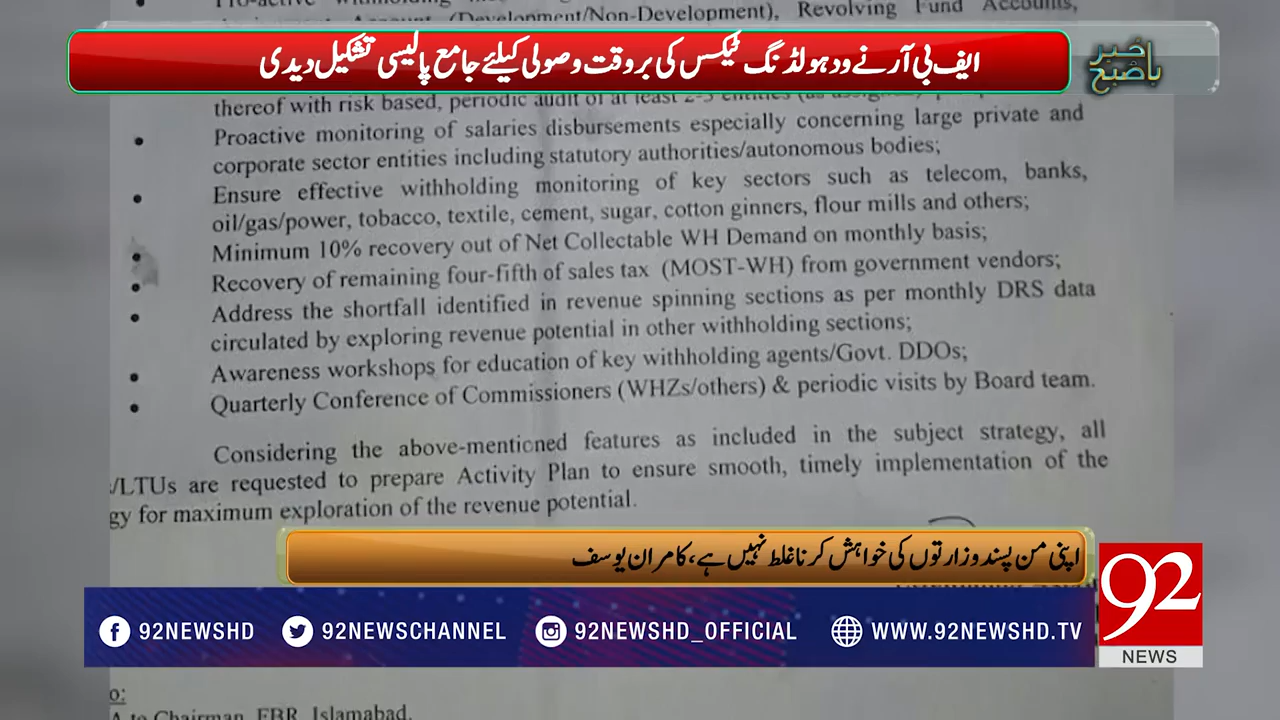 (Development/Non-Development), Revolving Fund Accounts,
ایف بی آر نے ودہولڈنگ ٹیکس کی بروقت وصولی کیلئے جامع پالیسی تشکیل دیدی
باخبر صبح
thereof with risk based, periodic audit of at least 2-3 entities
• Proactive monitoring of salaries disbursements especially concerning large private and
corporate sector entities including statutory authorities/autonomous bodies;
• Ensure effective withholding monitoring of key sectors such as telecom, banks,
oil/gas/power, tobacco, textile, cement, sugar, cotton ginners, flour mills and others;
• Minimum 10% recovery out of Net Collectable WH Demand on monthly basis;
• Recovery of remaining four-fifth of sales tax (MOST-WH) from government vendors;
• Address the shortfall identified in revenue spinning sections as per monthly DRS data
circulated by exploring revenue potential in other withholding sections;
• Awareness workshops for education of key withholding agents/Govt. DDOs;
• Quarterly Conference of Commissioners (WHZs/others) & periodic visits by Board team.
Considering the above-mentioned features as included in the subject strategy, all
/LTUs are requested to prepare Activity Plan to ensure smooth, timely implementation of the
gy for maximum exploration of the revenue potential.
اپنی من پسند وزارتوں کی خواہش کرنا غلط نہیں ہے، کامران یوسف
92NEWSHD 92NEWSCHANNEL 92NEWSHD_OFFICIAL WWW.92NEWSHD.TV
92
NEWS
o:
A to Chairman, FBR, Islamabad.